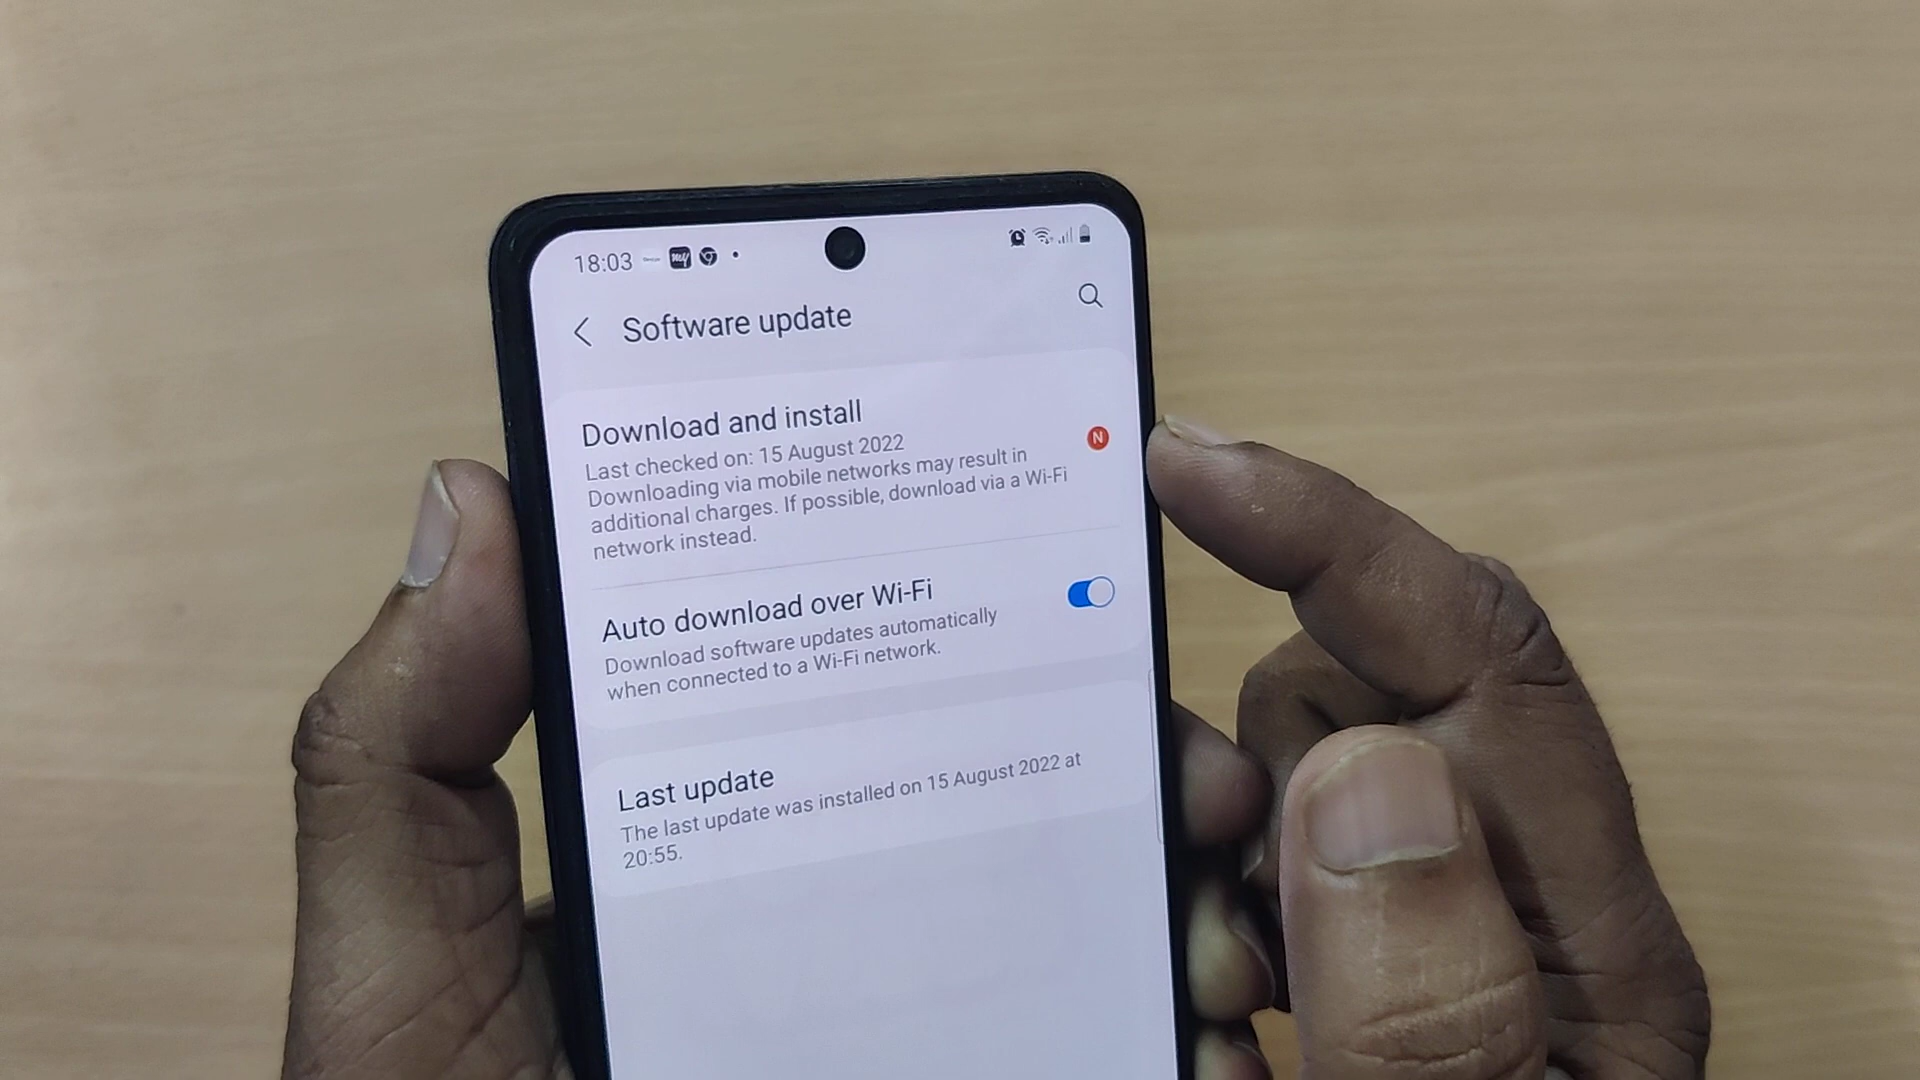 18:03 my
Software update
Download and install
Last checked on: 15 August 2022
N
Downloading via mobile networks may result in
additional charges. If possible, download via a Wi-Fi
network instead.
Auto download over Wi-Fi
Download software updates automatically
when connected to a Wi-Fi network.
Last update
The last update was installed on 15 August 2022 at
20:55.